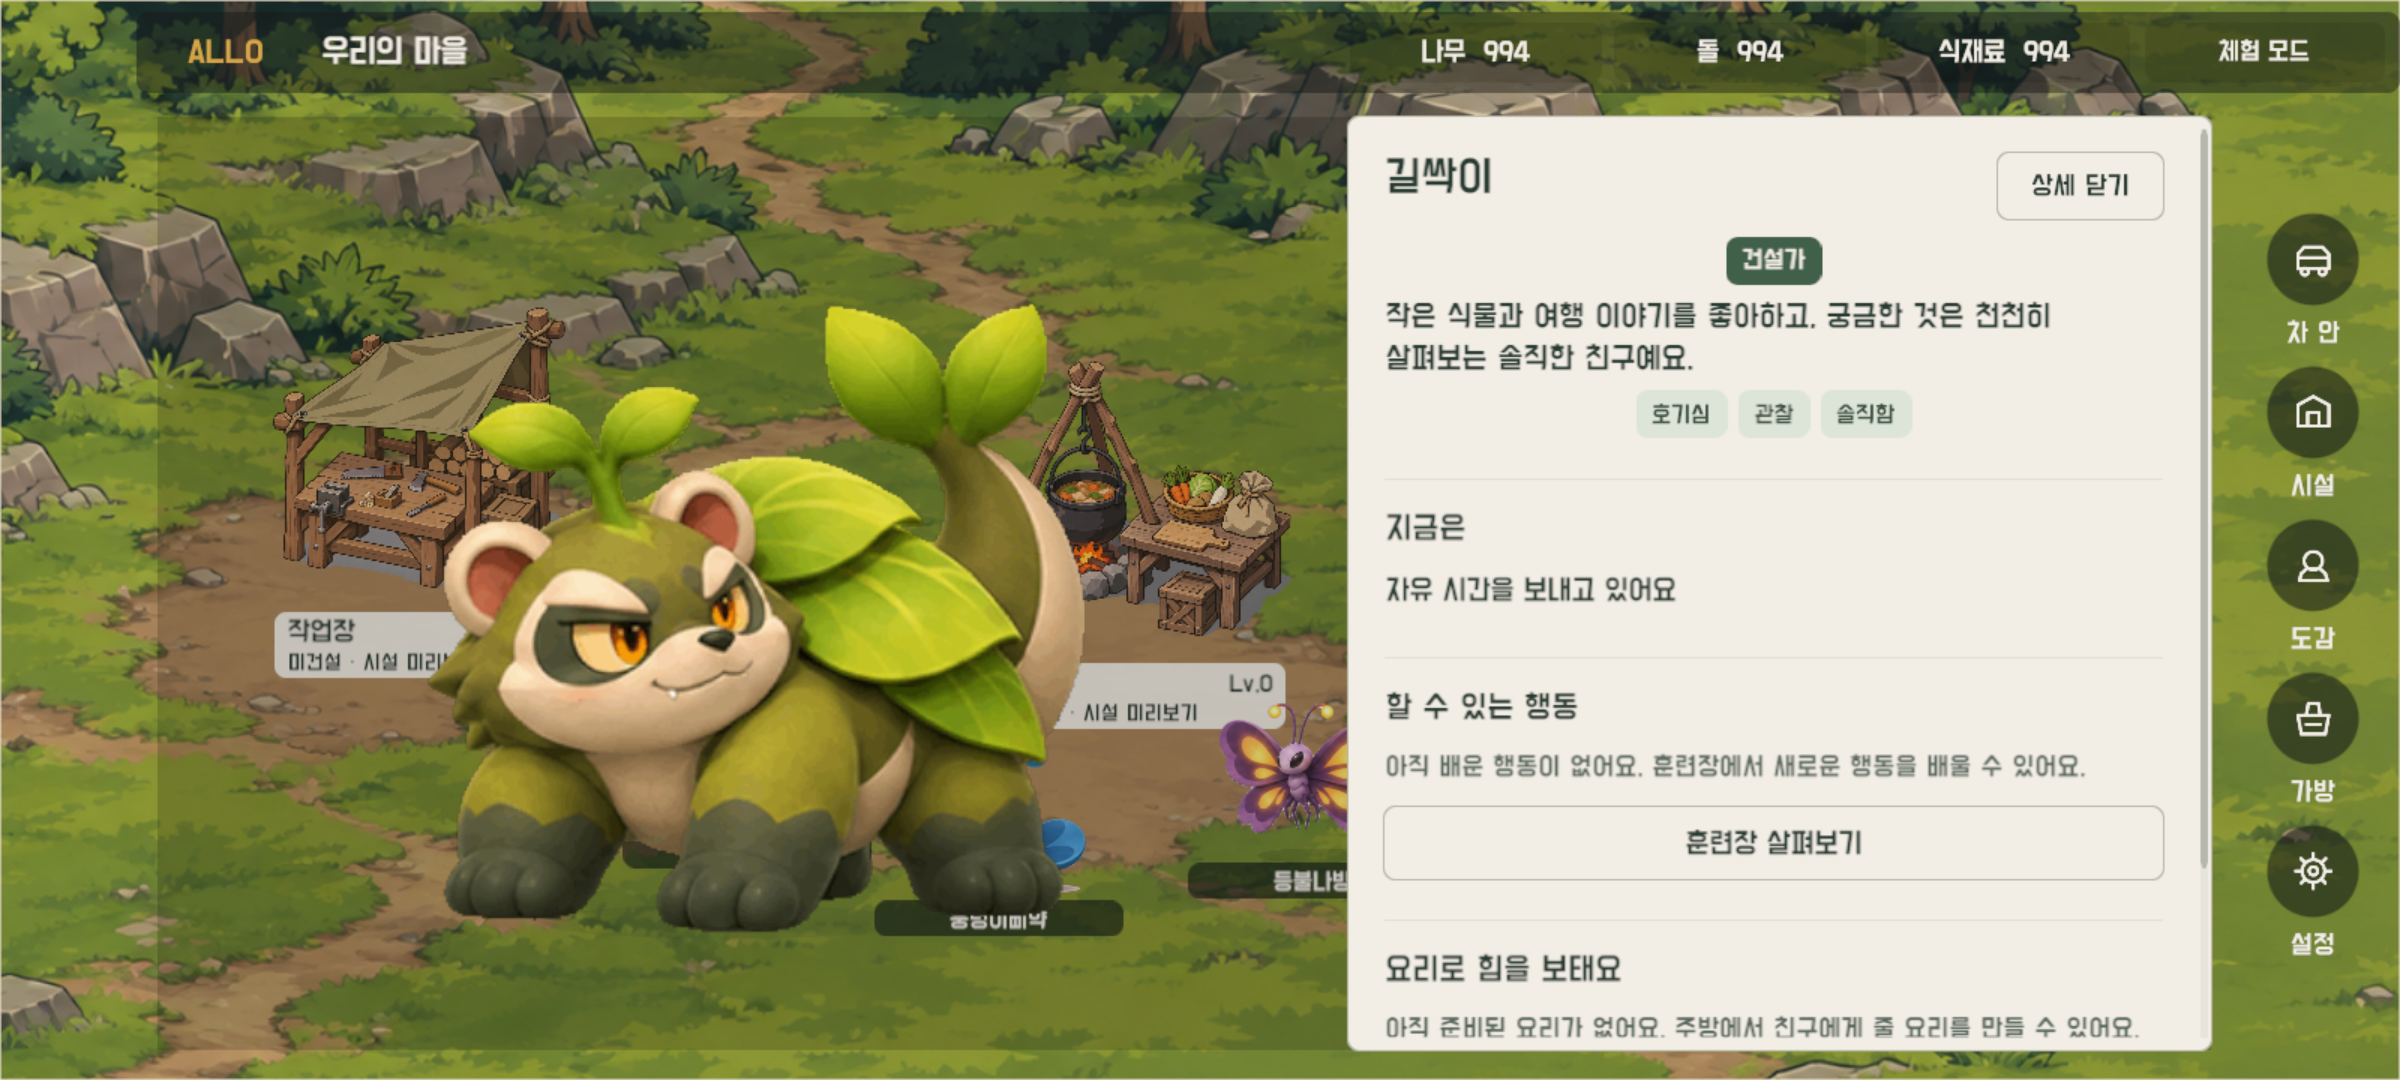 ALLO 우리의 마을
나무 994 돌 994 식재료 994 체험 모드
길싹이
상세 닫기
건설가
작은 식물과 여행 이야기를 좋아하고, 궁금한 것은 천천히
살펴보는 솔직한 친구예요.
호기심 관찰 솔직함
지금은
자유 시간을 보내고 있어요
할 수 있는 행동
아직 배운 행동이 없어요. 훈련장에서 새로운 행동을 배울 수 있어요.
훈련장 살펴보기
요리로 힘을 보태요
아직 준비된 요리가 없어요. 주방에서 친구에게 줄 요리를 만들 수 있어요.
차 안
시설
도감
가방
설정
작업장
미건설 · 시설
Lv.0
· 시설 미리보기